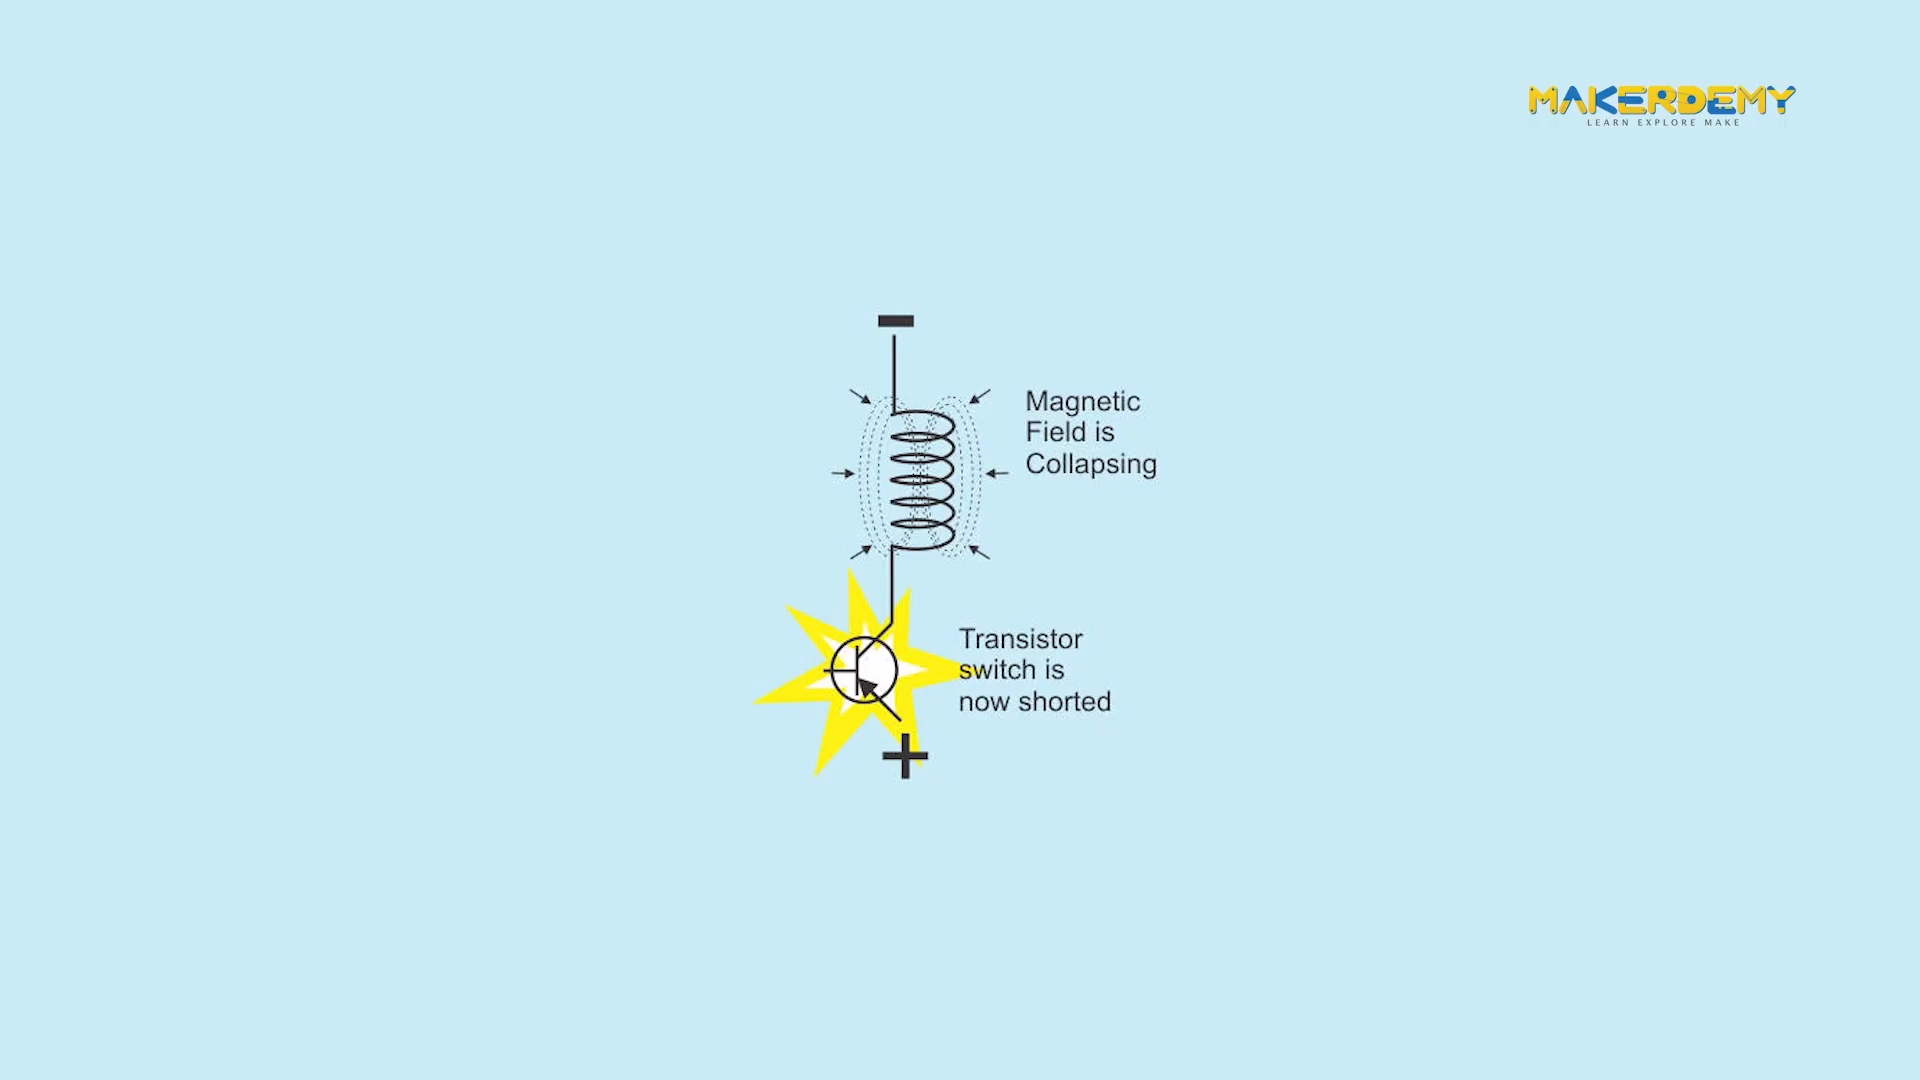 MAKERDEMY
LEARN EXPLORE MAKE
Magnetic
Field is
Collapsing
Transistor
switch is
now shorted